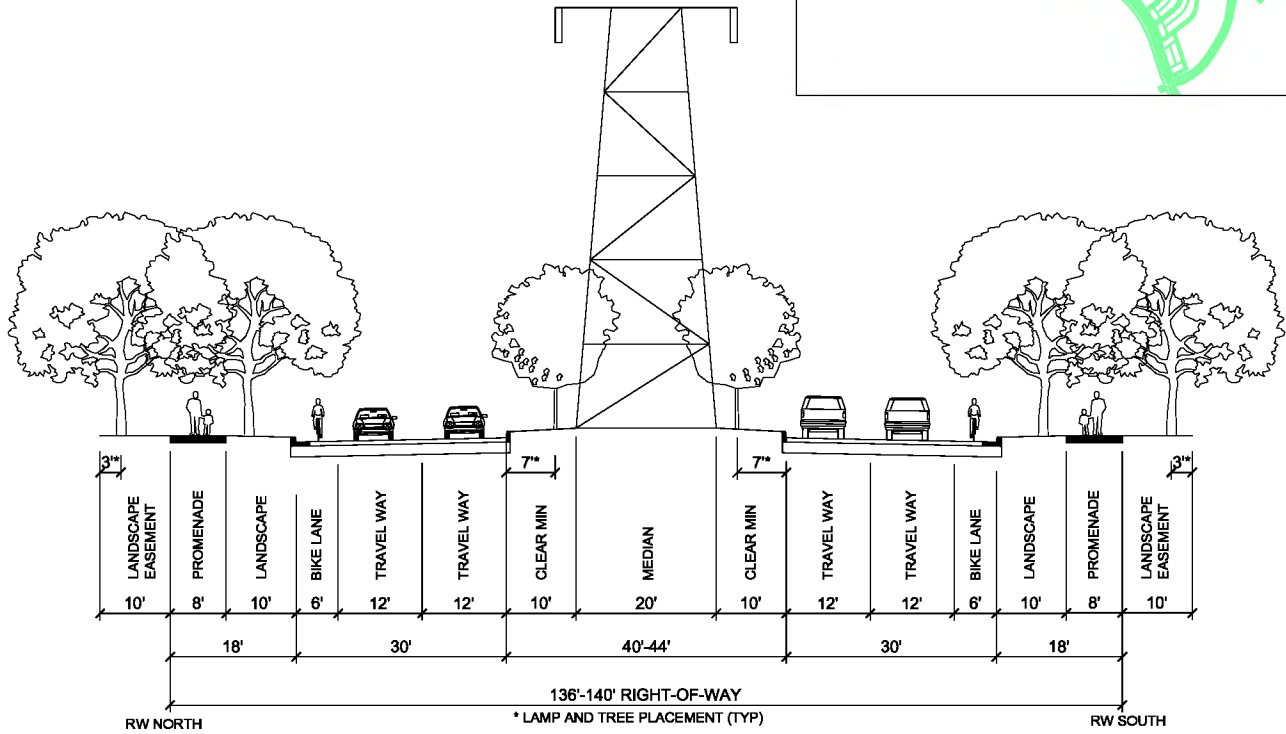 3'*
7'*
7'*
3'*
LANDSCAPE
EASEMENT
PROMENADE
LANDSCAPE
BIKE LANE
TRAVEL WAY
TRAVEL WAY
CLEAR MIN
MEDIAN
CLEAR MIN
TRAVEL WAY
TRAVEL WAY
BIKE LANE
LANDSCAPE
PROMENADE
LANDSCAPE
EASEMENT
10' 8' 10' 6' 12' 12' 10' 20' 10' 12' 12' 6' 10' 8' 10'
18' 30' 40'-44' 30' 18'
136'-140' RIGHT-OF-WAY
RW NORTH * LAMP AND TREE PLACEMENT (TYP) RW SOUTH